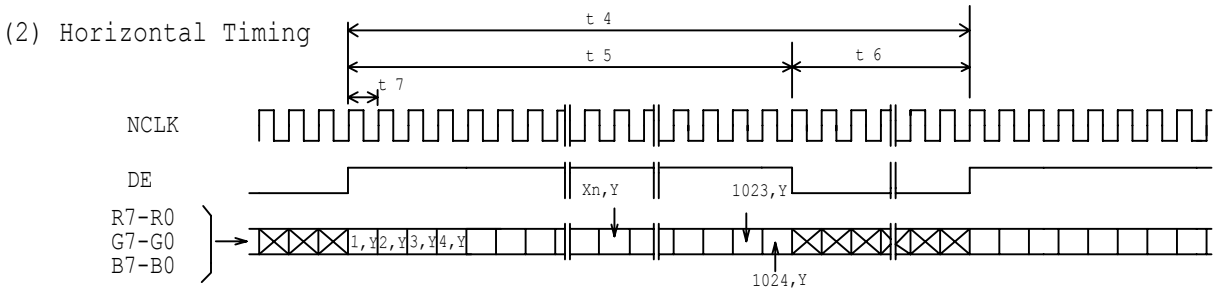 (2) Horizontal Timing
t 4
t 5
t 6
t 7
NCLK
DE
Xn,Y
1023,Y
R7-R0
G7-G0
B7-B0
1,Y 2,Y 3,Y 4,Y
1024,Y